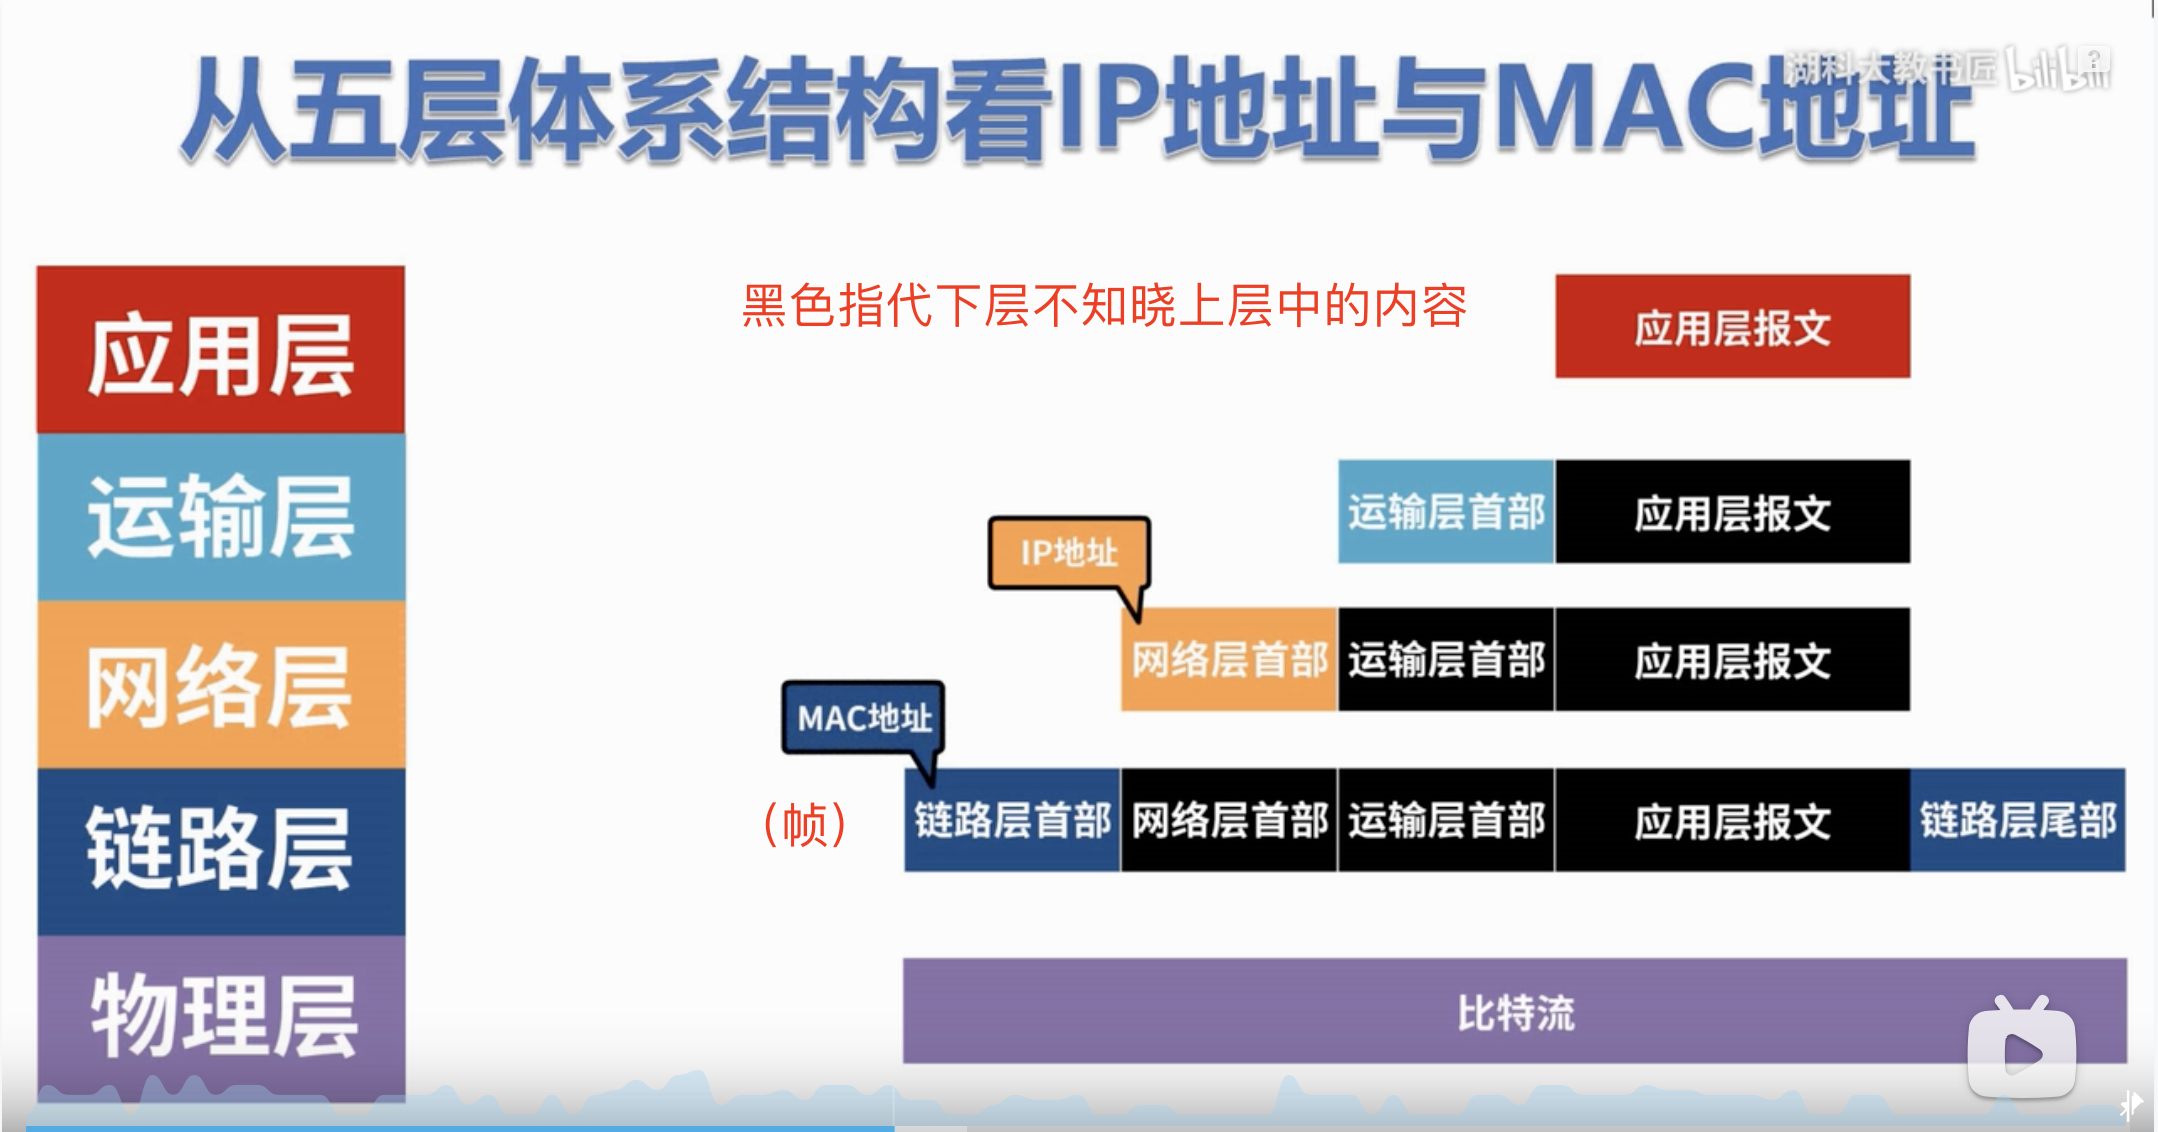 从五层体系结构看IP地址与MAC地址
湖科大教书匠 bilibili
应用层
黑色指代下层不知晓上层中的内容
应用层报文
运输层
运输层首部 应用层报文
IP地址
网络层
网络层首部 运输层首部 应用层报文
MAC地址
链路层
(帧)
链路层首部 网络层首部 运输层首部 应用层报文 链路层尾部
物理层
比特流